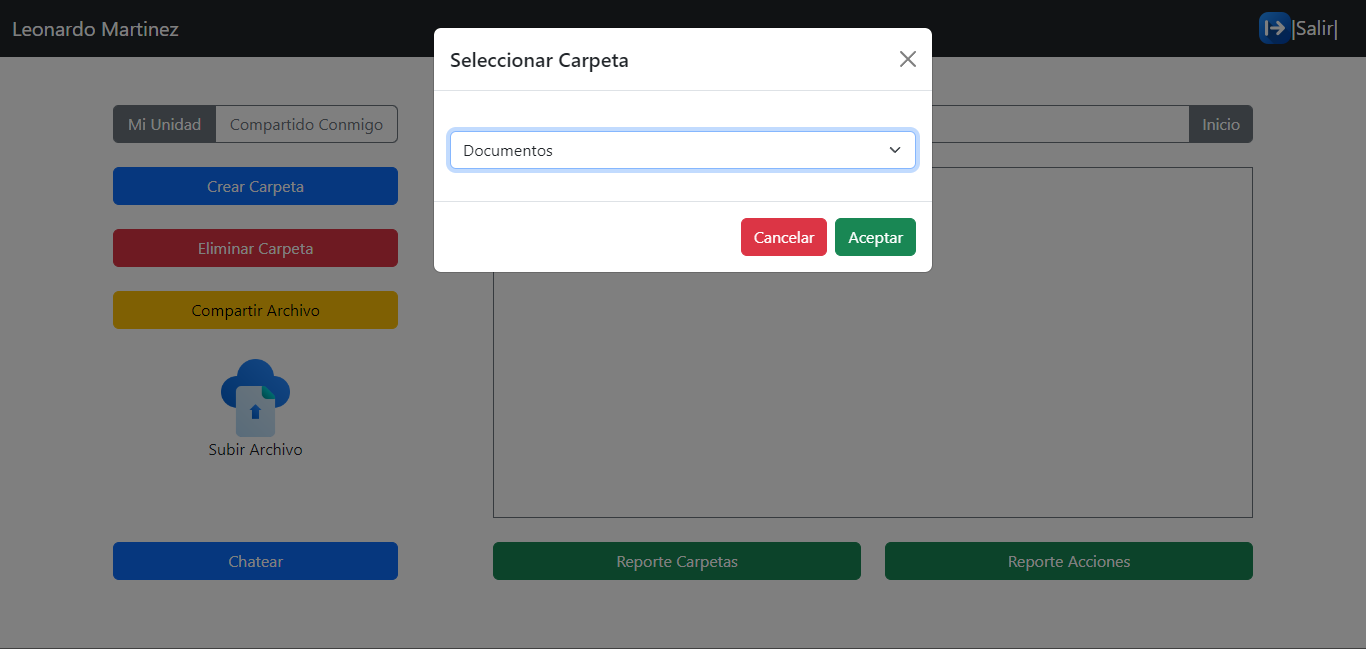 Leonardo Martinez
|Salir|
Seleccionar Carpeta
Mi Unidad
Compartido Conmigo
Inicio
Documentos
Crear Carpeta
Cancelar
Aceptar
Eliminar Carpeta
Compartir Archivo
Subir Archivo
Chatear
Reporte Carpetas
Reporte Acciones